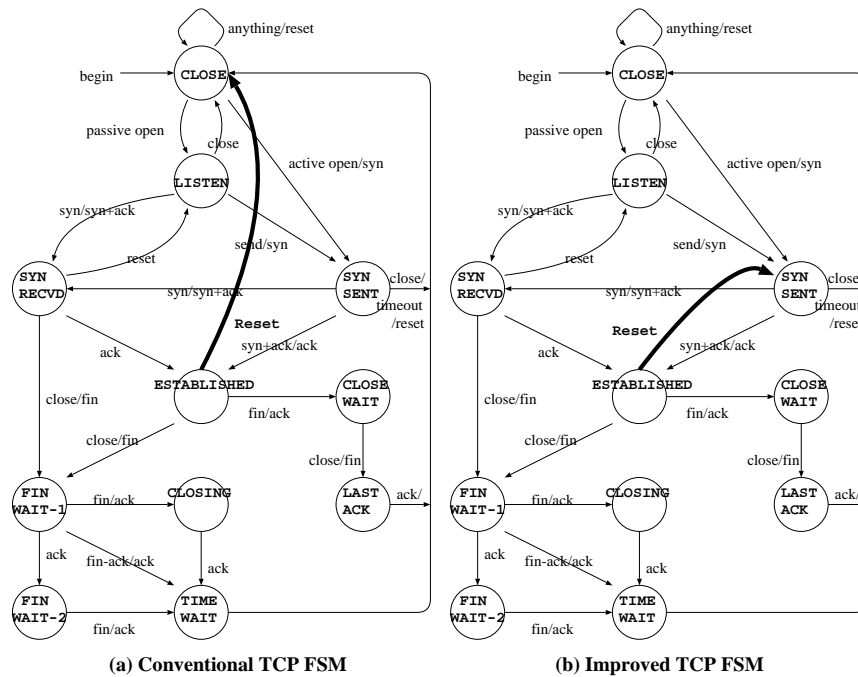 anything/reset
begin
CLOSE
passive open
close
active open/syn
LISTEN
syn/syn+ack
send/syn
reset
SYN
RECVD
SYN
SENT
close/
timeout
/reset
syn/syn+ack
Reset
ack
syn+ack/ack
ESTABLISHED
CLOSE
WAIT
fin/ack
close/fin
close/fin
close/fin
FIN
WAIT-1
fin/ack
CLOSING
LAST
ACK
ack/
ack
fin-ack/ack
ack
FIN
WAIT-2
fin/ack
TIME
WAIT
(a) Conventional TCP FSM
anything/reset
begin
CLOSE
passive open
close
active open/syn
LISTEN
syn/syn+ack
send/syn
reset
SYN
RECVD
SYN
SENT
close
timeout
/reset
syn/syn+ack
Reset
ack
syn+ack/ack
ESTABLISHED
CLOSE
WAIT
fin/ack
close/fin
close/fin
close/fin
FIN
WAIT-1
fin/ack
CLOSING
LAST
ACK
ack/
ack
fin-ack/ack
ack
FIN
WAIT-2
fin/ack
TIME
WAIT
(b) Improved TCP FSM